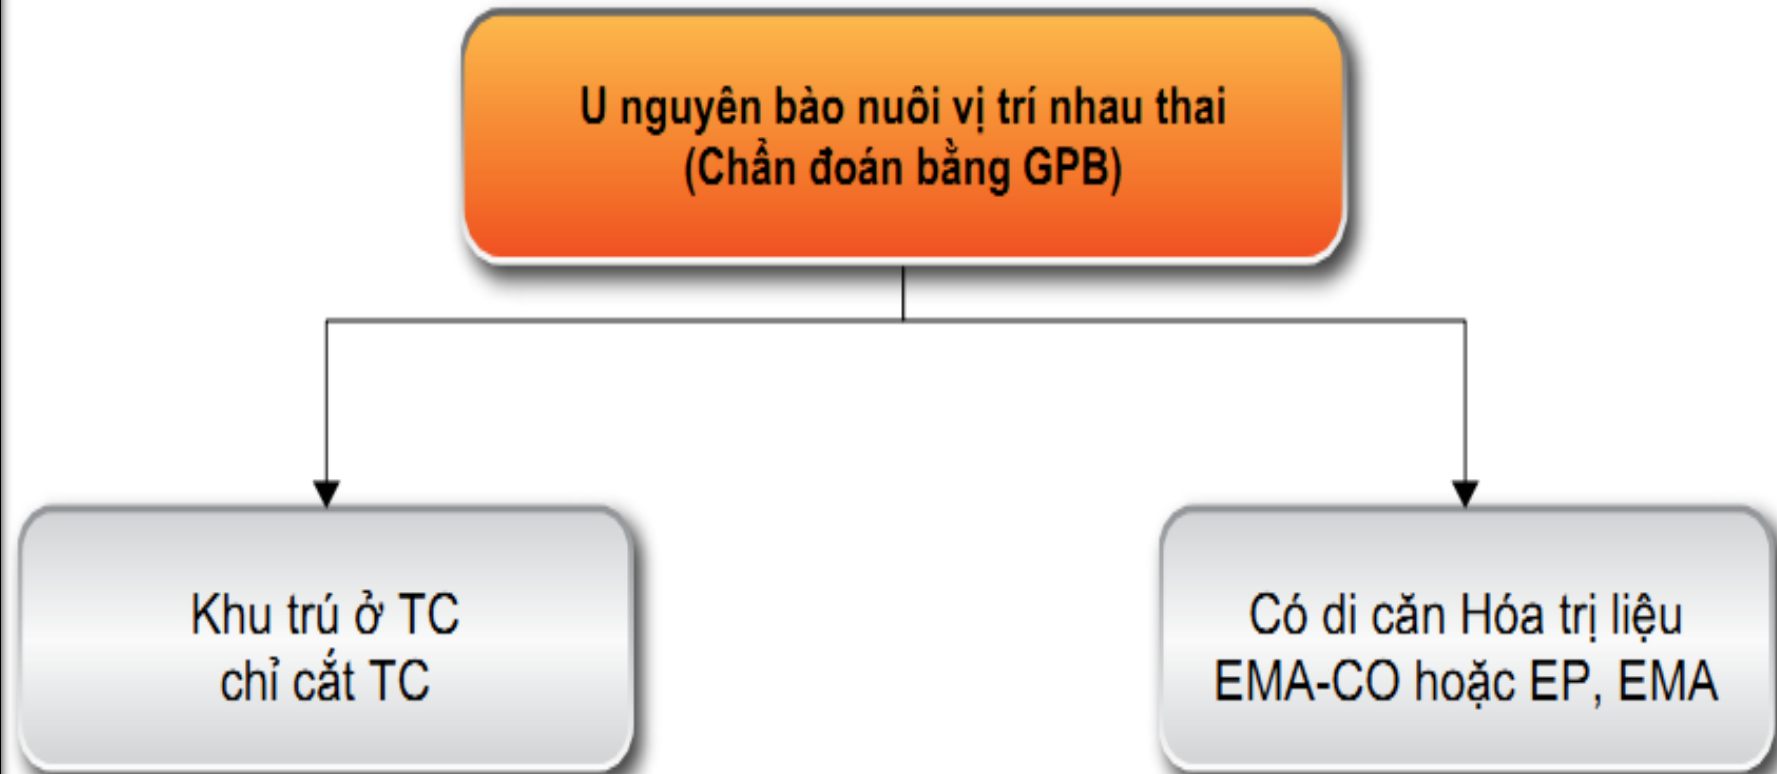 U nguyên bào nuôi vị trí nhau thai
(Chẩn đoán bằng GPB)
Khu trú ở TC
chỉ cắt TC
Có di căn Hóa trị liệu
EMA-CO hoặc EP, EMA